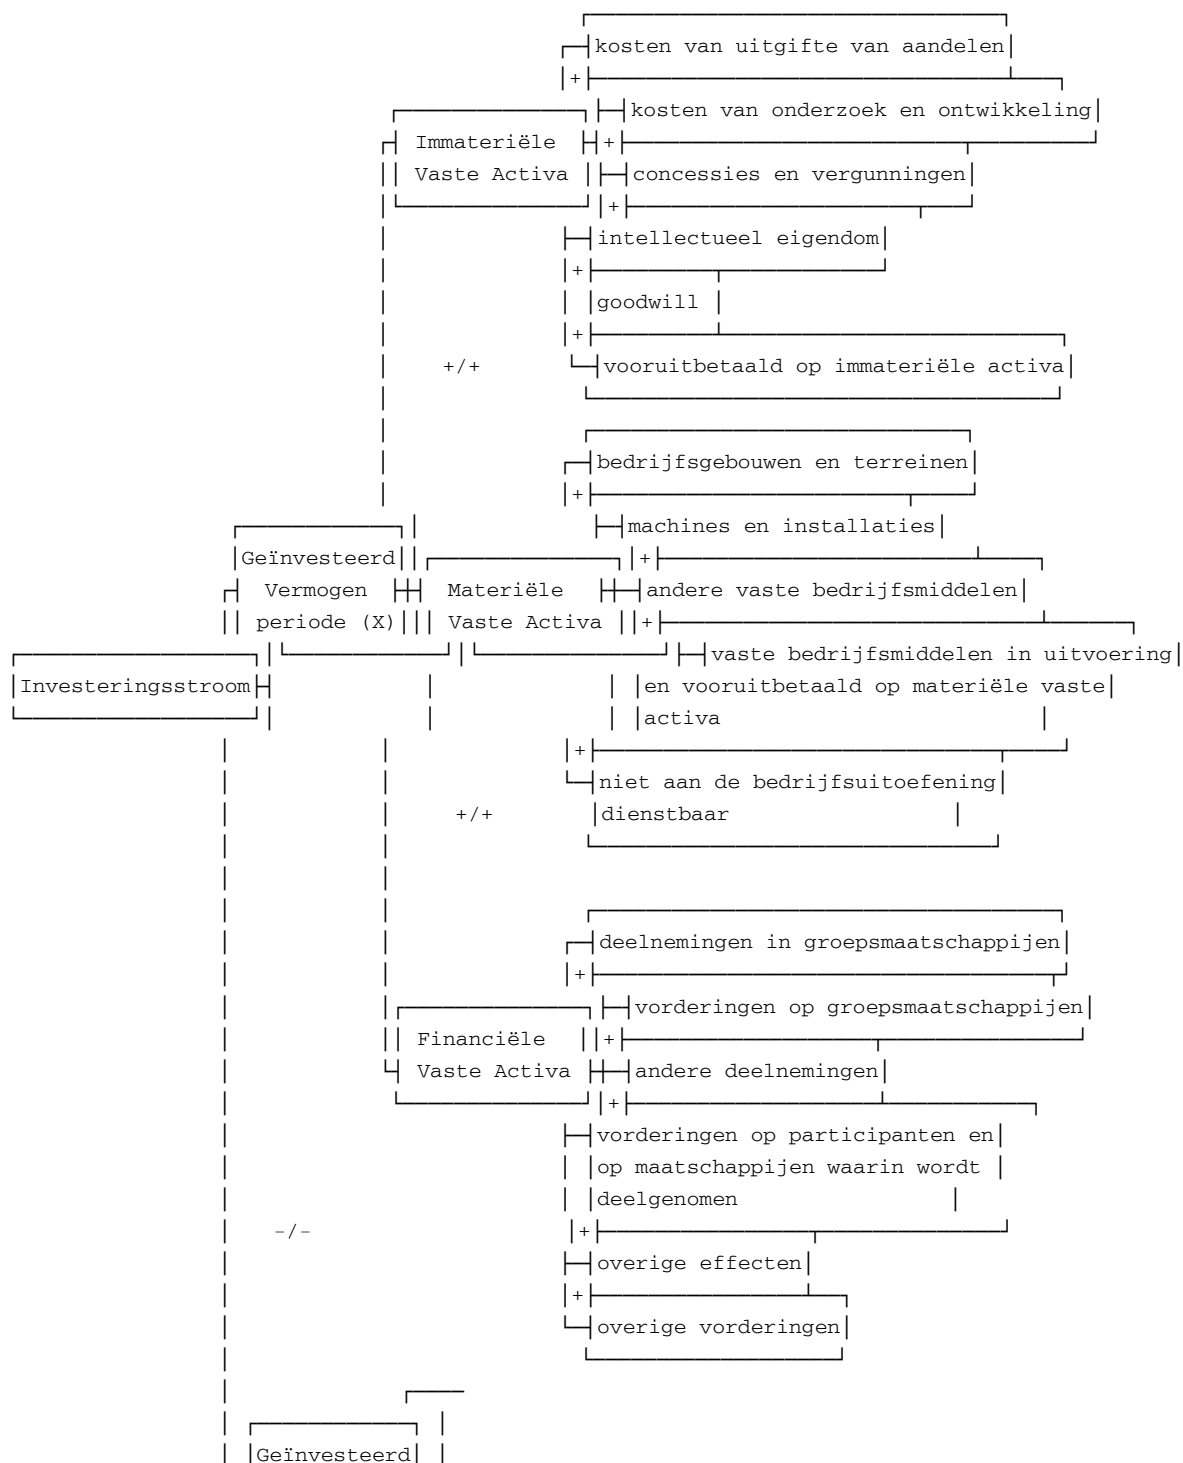 kosten van uitgifte van aandelen
+
kosten van onderzoek en ontwikkeling
Immateriële +
Vaste Activa concessies en vergunningen
+
intellectueel eigendom
+
goodwill
+
+/+ vooruitbetaald op immateriële activa
bedrijfsgebouwen en terreinen
+
machines en installaties
Geïnvesteerd +
Vermogen Materiële andere vaste bedrijfsmiddelen
periode (X) Vaste Activa +
vaste bedrijfsmiddelen in uitvoering
Investeringsstroom en vooruitbetaald op materiële vaste
activa
+
niet aan de bedrijfsuitoefening
+/+ dienstbaar
deelnemingen in groepsmaatschappijen
+
vorderingen op groepsmaatschappijen
Financiële +
Vaste Activa andere deelnemingen
+
vorderingen op participanten en
op maatschappijen waarin wordt
deelgenomen
-/- +
overige effecten
+
overige vorderingen
Geïnvesteerd